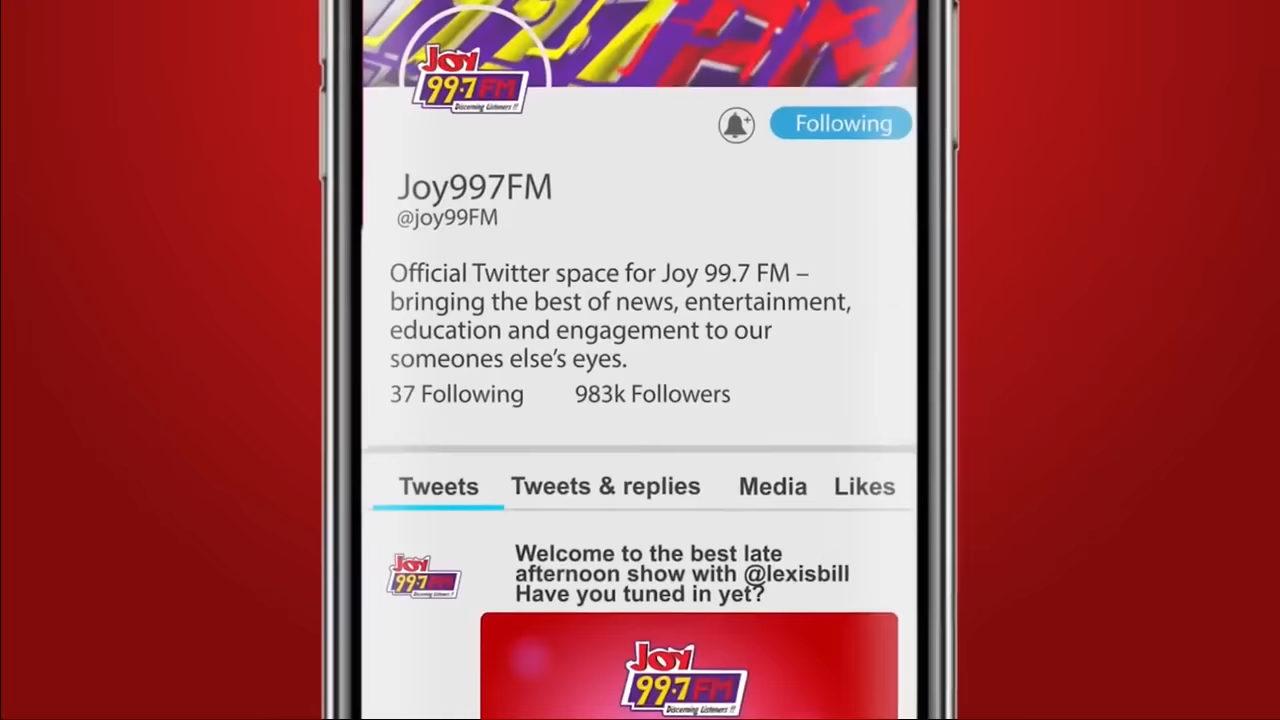 Joy
99.7 FM
Discerning Listeners !!
Following
Joy997FM
@joy99FM
Official Twitter space for Joy 99.7 FM –
bringing the best of news, entertainment,
education and engagement to our
someones else’s eyes.
37 Following 983k Followers
Tweets Tweets & replies Media Likes
Joy
99.7 FM
Discerning Listeners !!
Welcome to the best late
afternoon show with @lexisbill
Have you tuned in yet?
Joy
99.7 FM
Discerning Listeners !!